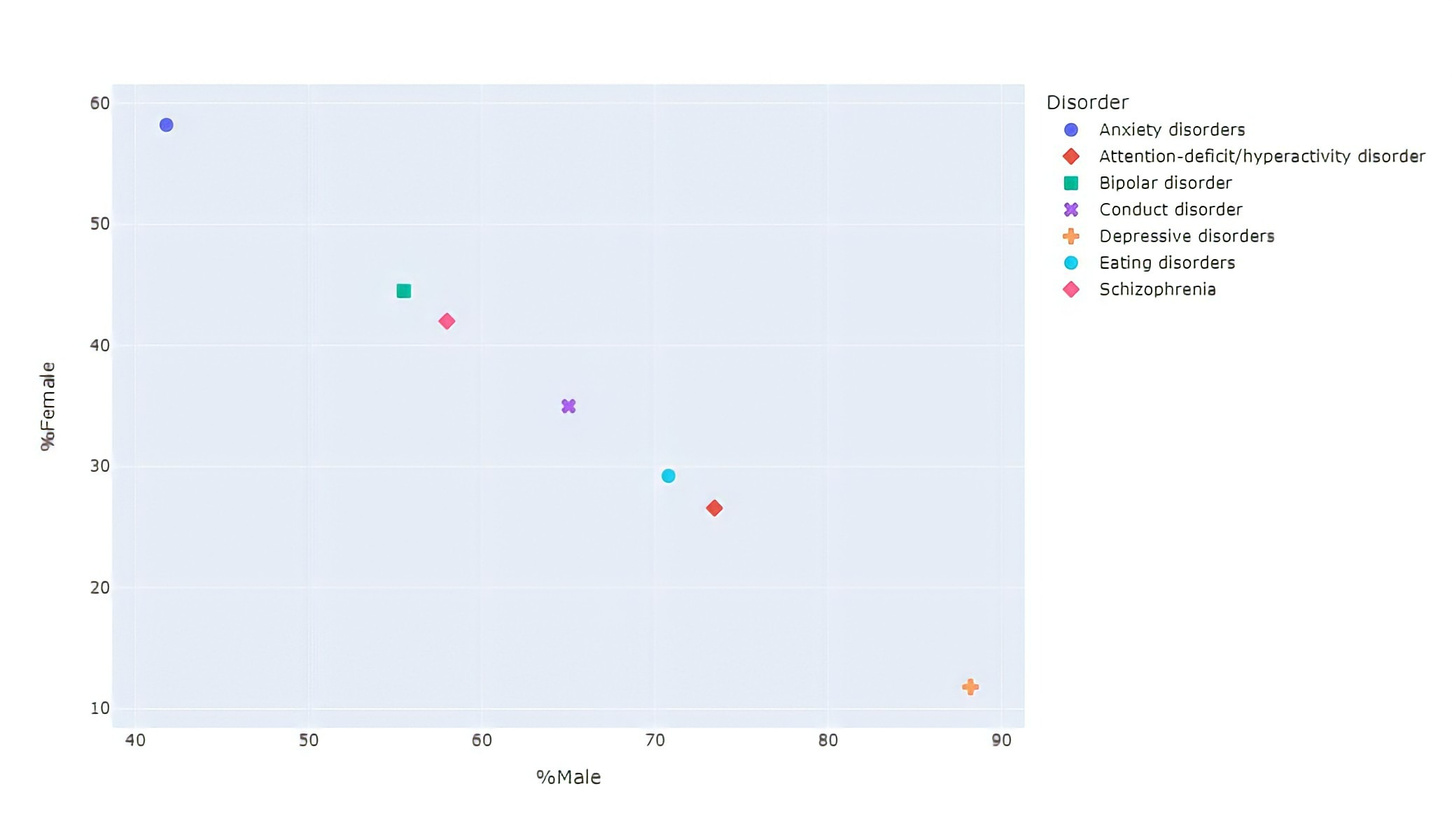 60
50
40
30
20
10
%Female
40 50 60 70 80 90
%Male
Disorder
Anxiety disorders
Attention-deficit/hyperactivity disorder
Bipolar disorder
Conduct disorder
Depressive disorders
Eating disorders
Schizophrenia